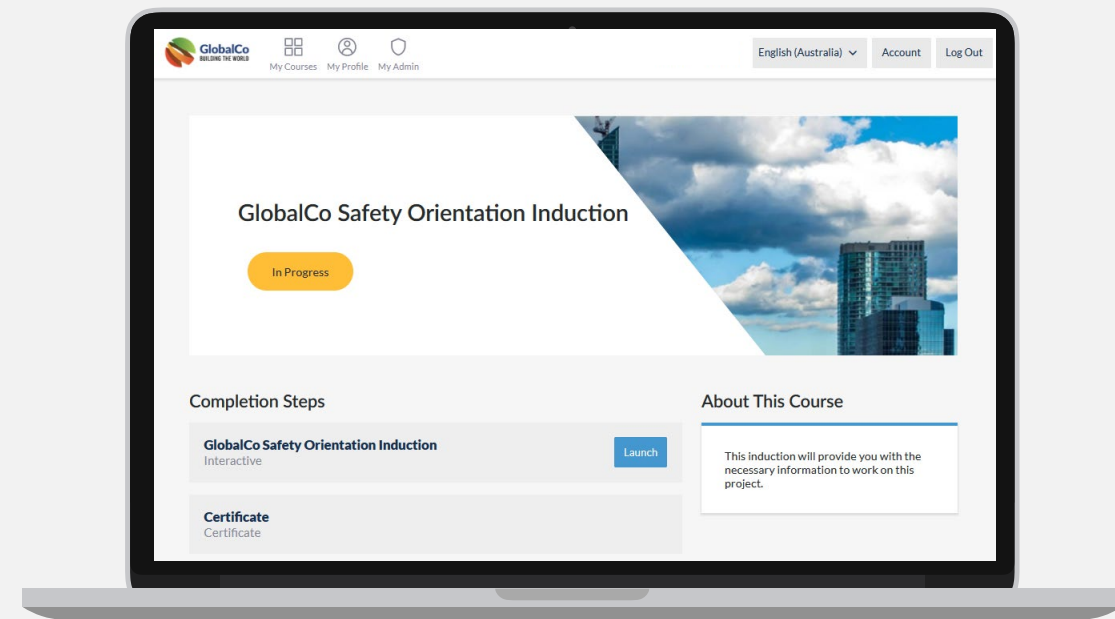 GlobalCo
BUILDING THE WORLD
My Courses
My Profile
My Admin
English (Australia)
Account
Log Out
GlobalCo Safety Orientation Induction
In Progress
Completion Steps
GlobalCo Safety Orientation Induction
Interactive
Launch
Certificate
Certificate
About This Course
This induction will provide you with the
necessary information to work on this
project.